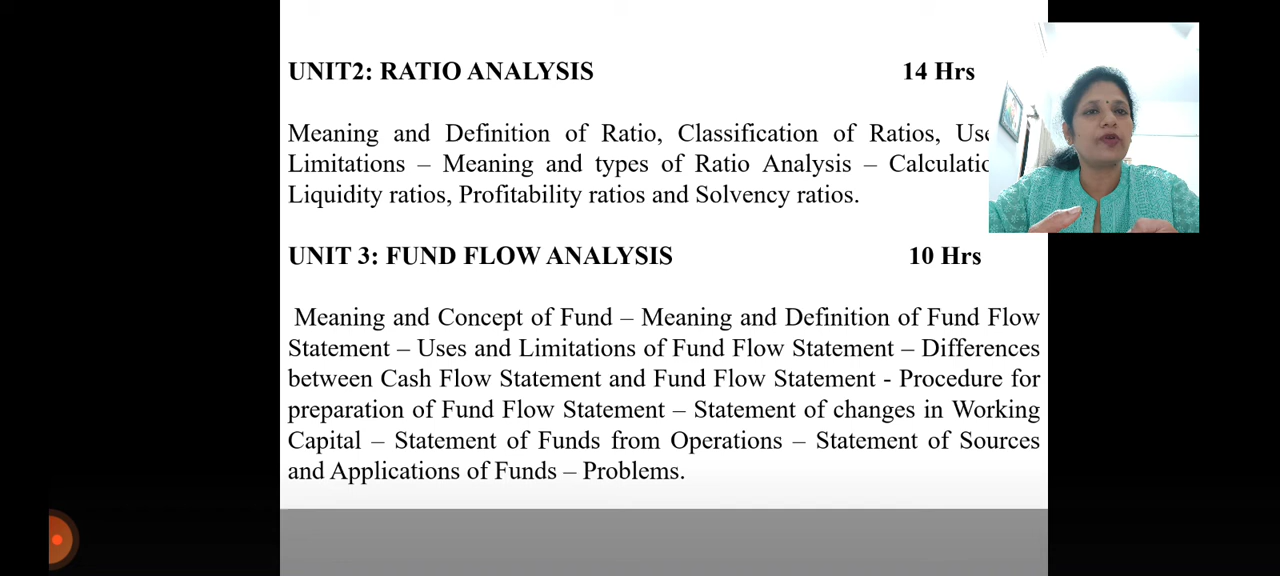 UNIT2: RATIO ANALYSIS 14 Hrs
Meaning and Definition of Ratio, Classification of Ratios,
Limitations – Meaning and types of Ratio Analysis –
Liquidity ratios, Profitability ratios and Solvency ratios.
UNIT 3: FUND FLOW ANALYSIS 10 Hrs
Meaning and Concept of Fund – Meaning and Definition of Fund Flow
Statement – Uses and Limitations of Fund Flow Statement – Differences
between Cash Flow Statement and Fund Flow Statement - Procedure for
preparation of Fund Flow Statement – Statement of changes in Working
Capital – Statement of Funds from Operations – Statement of Sources
and Applications of Funds – Problems.